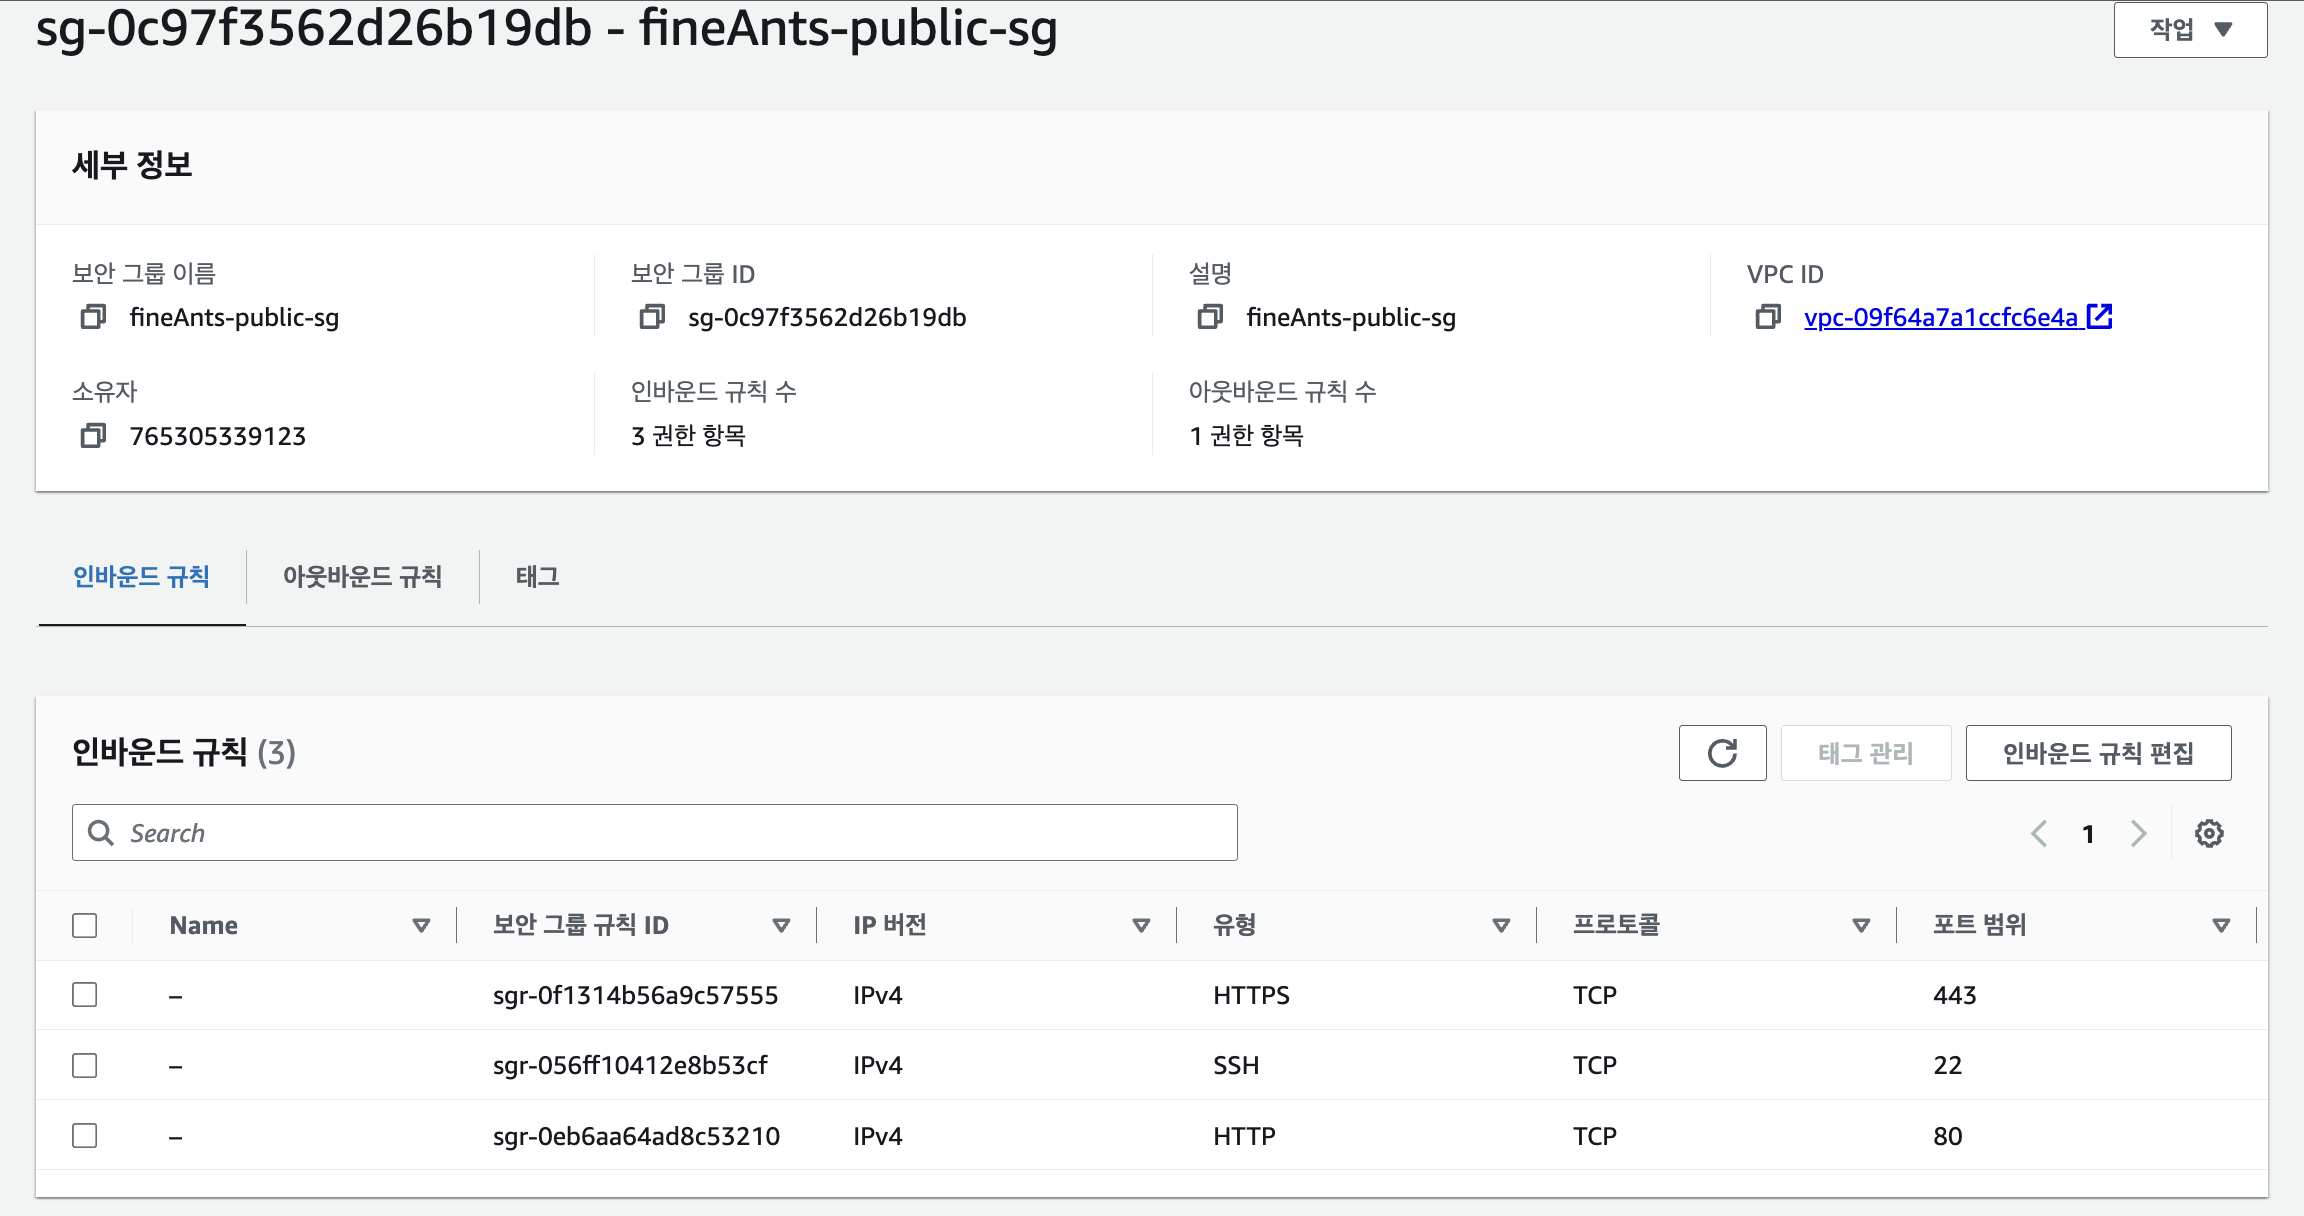 sg-0c97f3562d26b19db - fineAnts-public-sg
작업
세부 정보
보안 그룹 이름
fineAnts-public-sg
보안 그룹 ID
sg-0c97f3562d26b19db
설명
fineAnts-public-sg
VPC ID
vpc-09f64a7a1ccfc6e4a
소유자
765305339123
인바운드 규칙 수
3 권한 항목
아웃바운드 규칙 수
1 권한 항목
인바운드 규칙
아웃바운드 규칙
태그
인바운드 규칙 (3)
태그 관리
인바운드 규칙 편집
Search
1
Name 보안 그룹 규칙 ID IP 버전 유형 프로토콜 포트 범위
– sgr-0f1314b56a9c57555 IPv4 HTTPS TCP 443
– sgr-056ff10412e8b53cf IPv4 SSH TCP 22
– sgr-0eb6aa64ad8c53210 IPv4 HTTP TCP 80